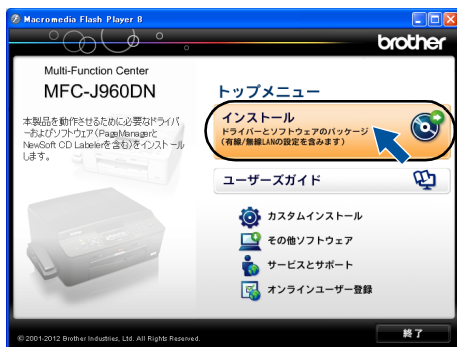 Macromedia Flash Player 8
brother
Multi-Function Center
MFC-J960DN
本製品を動作させるために必要なドライバ
ーおよびソフトウェア(PageManagerと
NewSoft CD Labelerを含む)をインストール
します。
トップメニュー
インストール
ドライバーとソフトウェアのパッケージ
(有線/無線LANの設定を含みます)
ユーザーズガイド
カスタムインストール
その他ソフトウェア
サービスとサポート
オンラインユーザー登録
© 2001-2012 Brother Industries, Ltd. All Rights Reserved.
終了